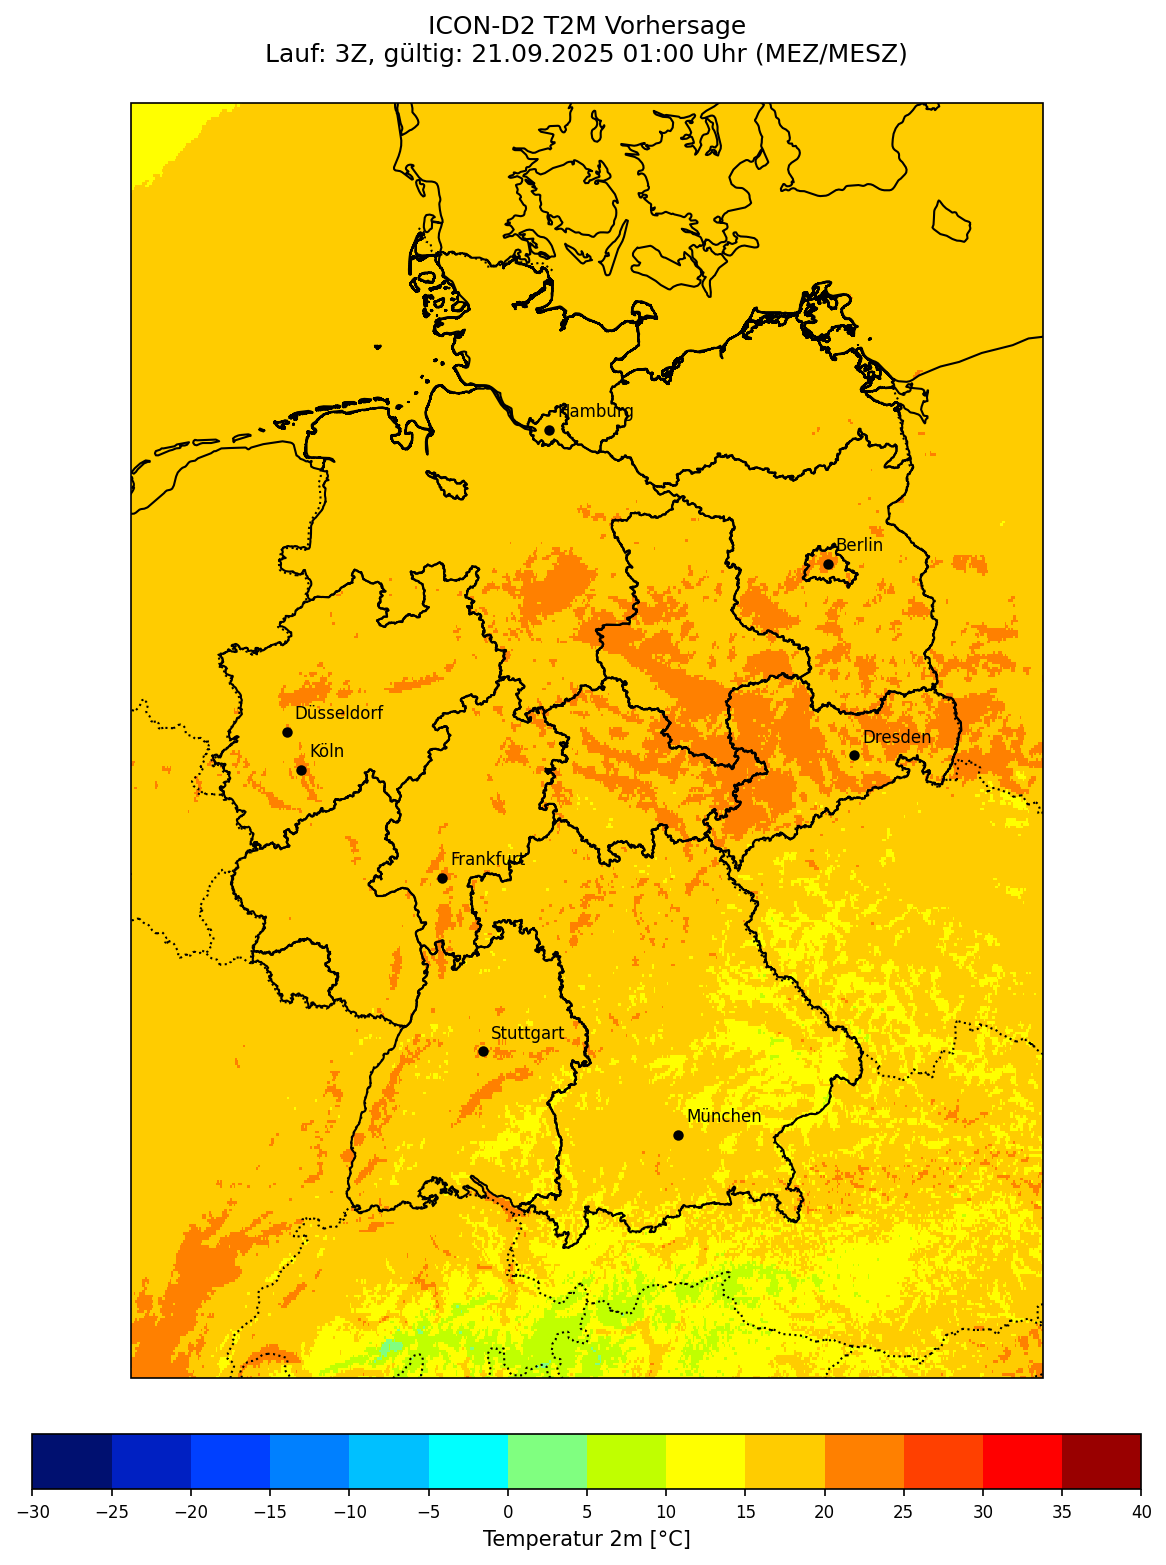 ICON-D2 T2M Vorhersage
Lauf: 3Z, gültig: 21.09.2025 01:00 Uhr (MEZ/MESZ)
Hamburg
Berlin
Düsseldorf
Dresden
Köln
Frankfurt
Stuttgart
München
−30 −25 −20 −15 −10 −5 0 5 10 15 20 25 30 35 40
Temperatur 2m [°C]